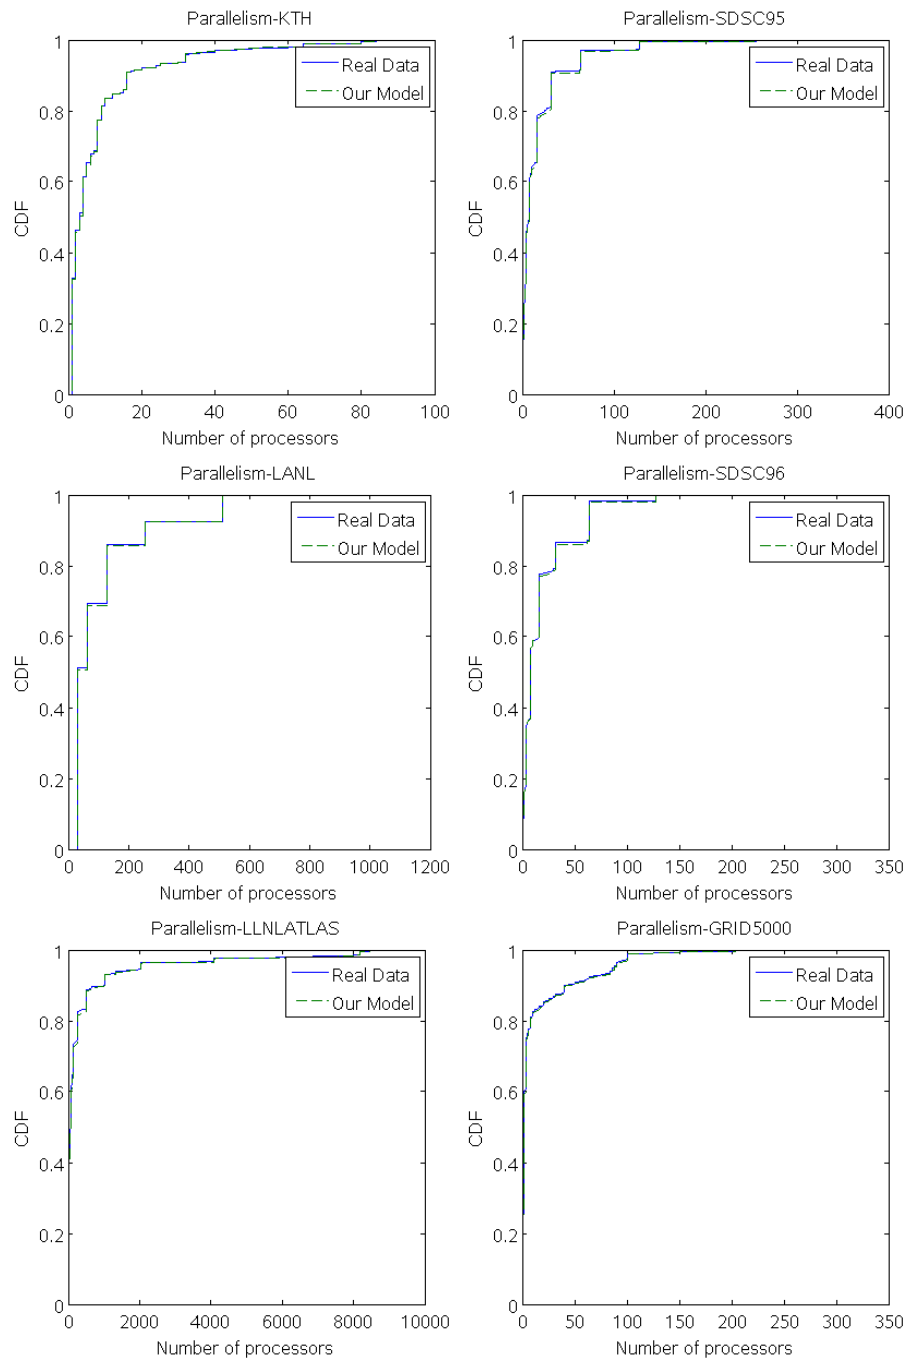 Parallelism-KTH
1
0.8
0.6
0.4
0.2
0
CDF
0
20
40
60
80
100
Number of processors
Real Data
Our Model
Parallelism-SDSC95
1
0.8
0.6
0.4
0.2
0
CDF
0
100
200
300
400
Number of processors
Real Data
Our Model
Parallelism-LANL
1
0.8
0.6
0.4
0.2
0
CDF
0
200
400
600
800
1000
1200
Number of processors
Real Data
Our Model
Parallelism-SDSC96
1
0.8
0.6
0.4
0.2
0
CDF
0
50
100
150
200
250
300
350
Number of processors
Real Data
Our Model
Parallelism-LLNLATLAS
1
0.8
0.6
0.4
0.2
0
CDF
0
2000
4000
6000
8000
10000
Number of processors
Real Data
Our Model
Parallelism-GRID5000
1
0.8
0.6
0.4
0.2
0
CDF
0
50
100
150
200
250
300
350
Number of processors
Real Data
Our Model